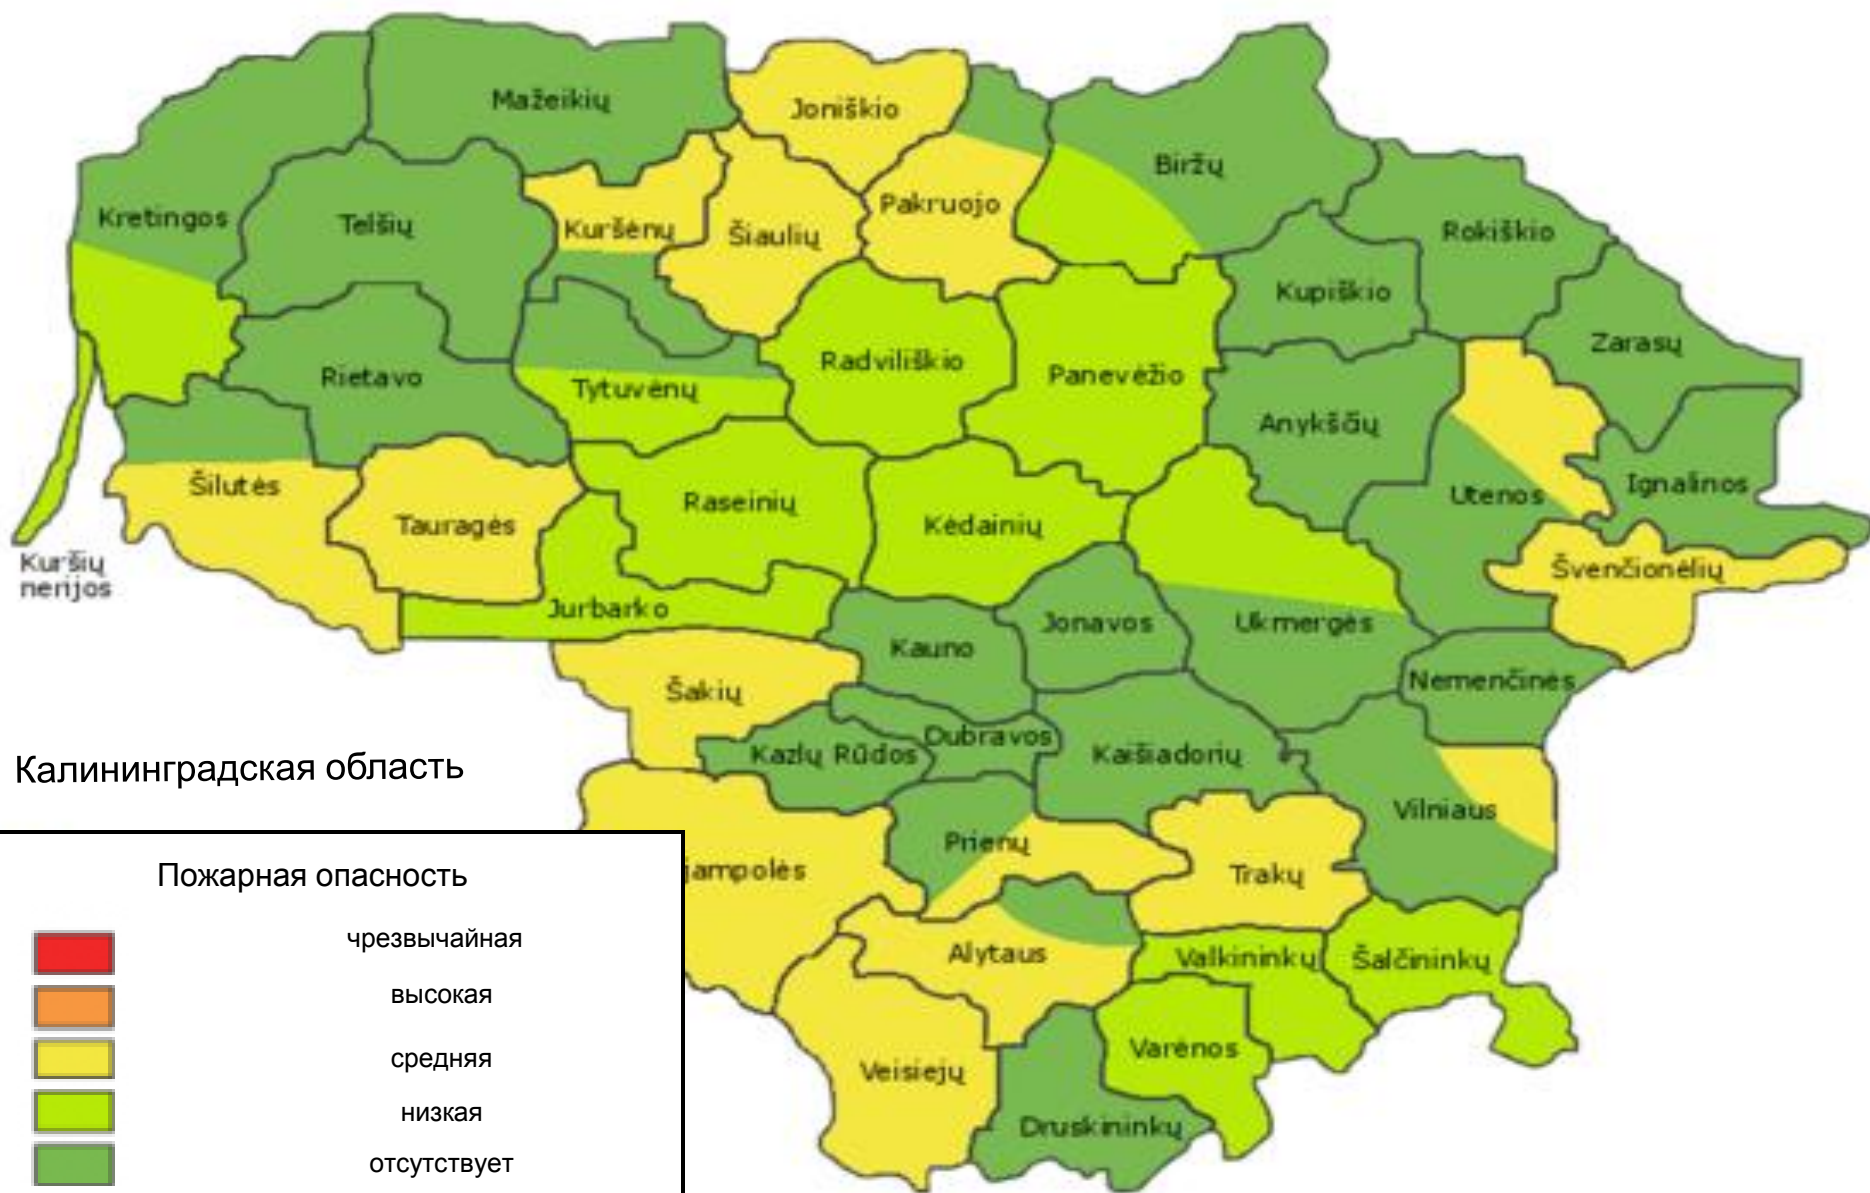 Mažeikių
Joniškio
Biržų
Kretingos
Telšių
Kuršėnų
Šiaulių
Pakruojo
Rokiškio
Kupiškio
Zarasų
Rietavo
Tytuvėnų
Radviliškio
Panevėžio
Anykščių
Šilutės
Tauragės
Raseinių
Kėdainių
Utenos
Ignalinos
Kuršių
nerijos
Švenčionėlių
Jurbarko
Kauno
Jonavos
Ukmergės
Šakių
Nemenčinės
Kazlų Rūdos
Dubravos
Kaišiadorių
Калининградская область
Vilniaus
Prienų
jampolės
Trakų
Alytaus
Valkininkų
Šalčininkų
Varėnos
Veisiejų
Druskininkų
Пожарная опасность
чрезвычайная
высокая
средняя
низкая
отсутствует